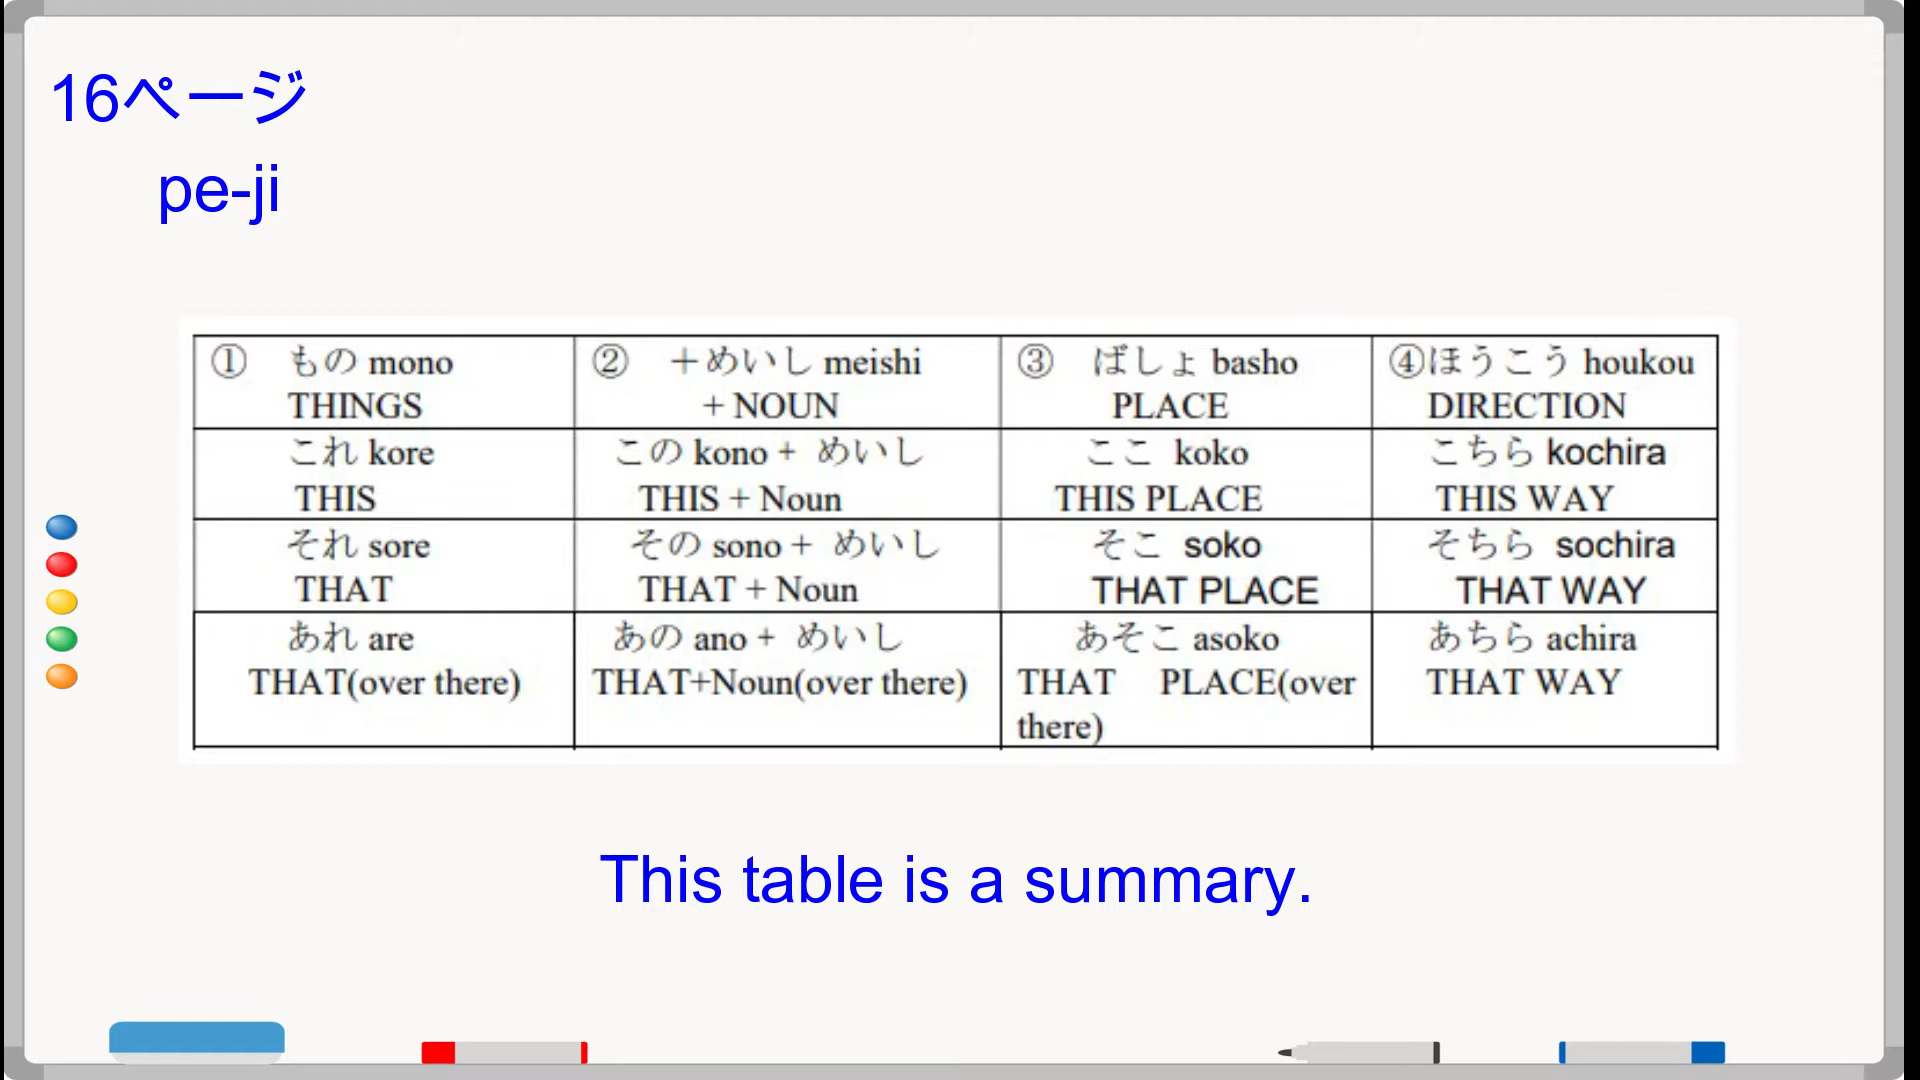 16ページ
pe-ji
① もの mono
THINGS
② ＋めいし meishi
+ NOUN
③ ばしょ basho
PLACE
④ほうこう houkou
DIRECTION
これ kore
THIS
この kono + めいし
THIS + Noun
ここ koko
THIS PLACE
こちら kochira
THIS WAY
それ sore
THAT
その sono + めいし
THAT + Noun
そこ soko
THAT PLACE
そちら sochira
THAT WAY
あれ are
THAT(over there)
あの ano + めいし
THAT+Noun(over there)
あそこ asoko
THAT PLACE(over
there)
あちら achira
THAT WAY
This table is a summary.